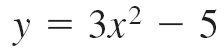 y = 3x² − 5